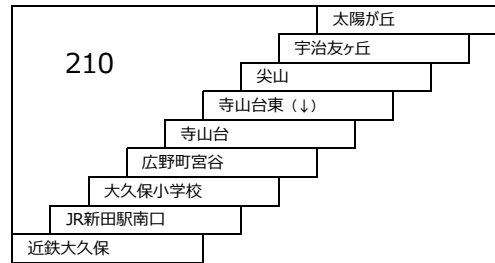 太陽が丘
宇治友ヶ丘
210
尖山
寺山台東（↓）
寺山台
広野町宮谷
大久保小学校
JR新田駅南口
近鉄大久保